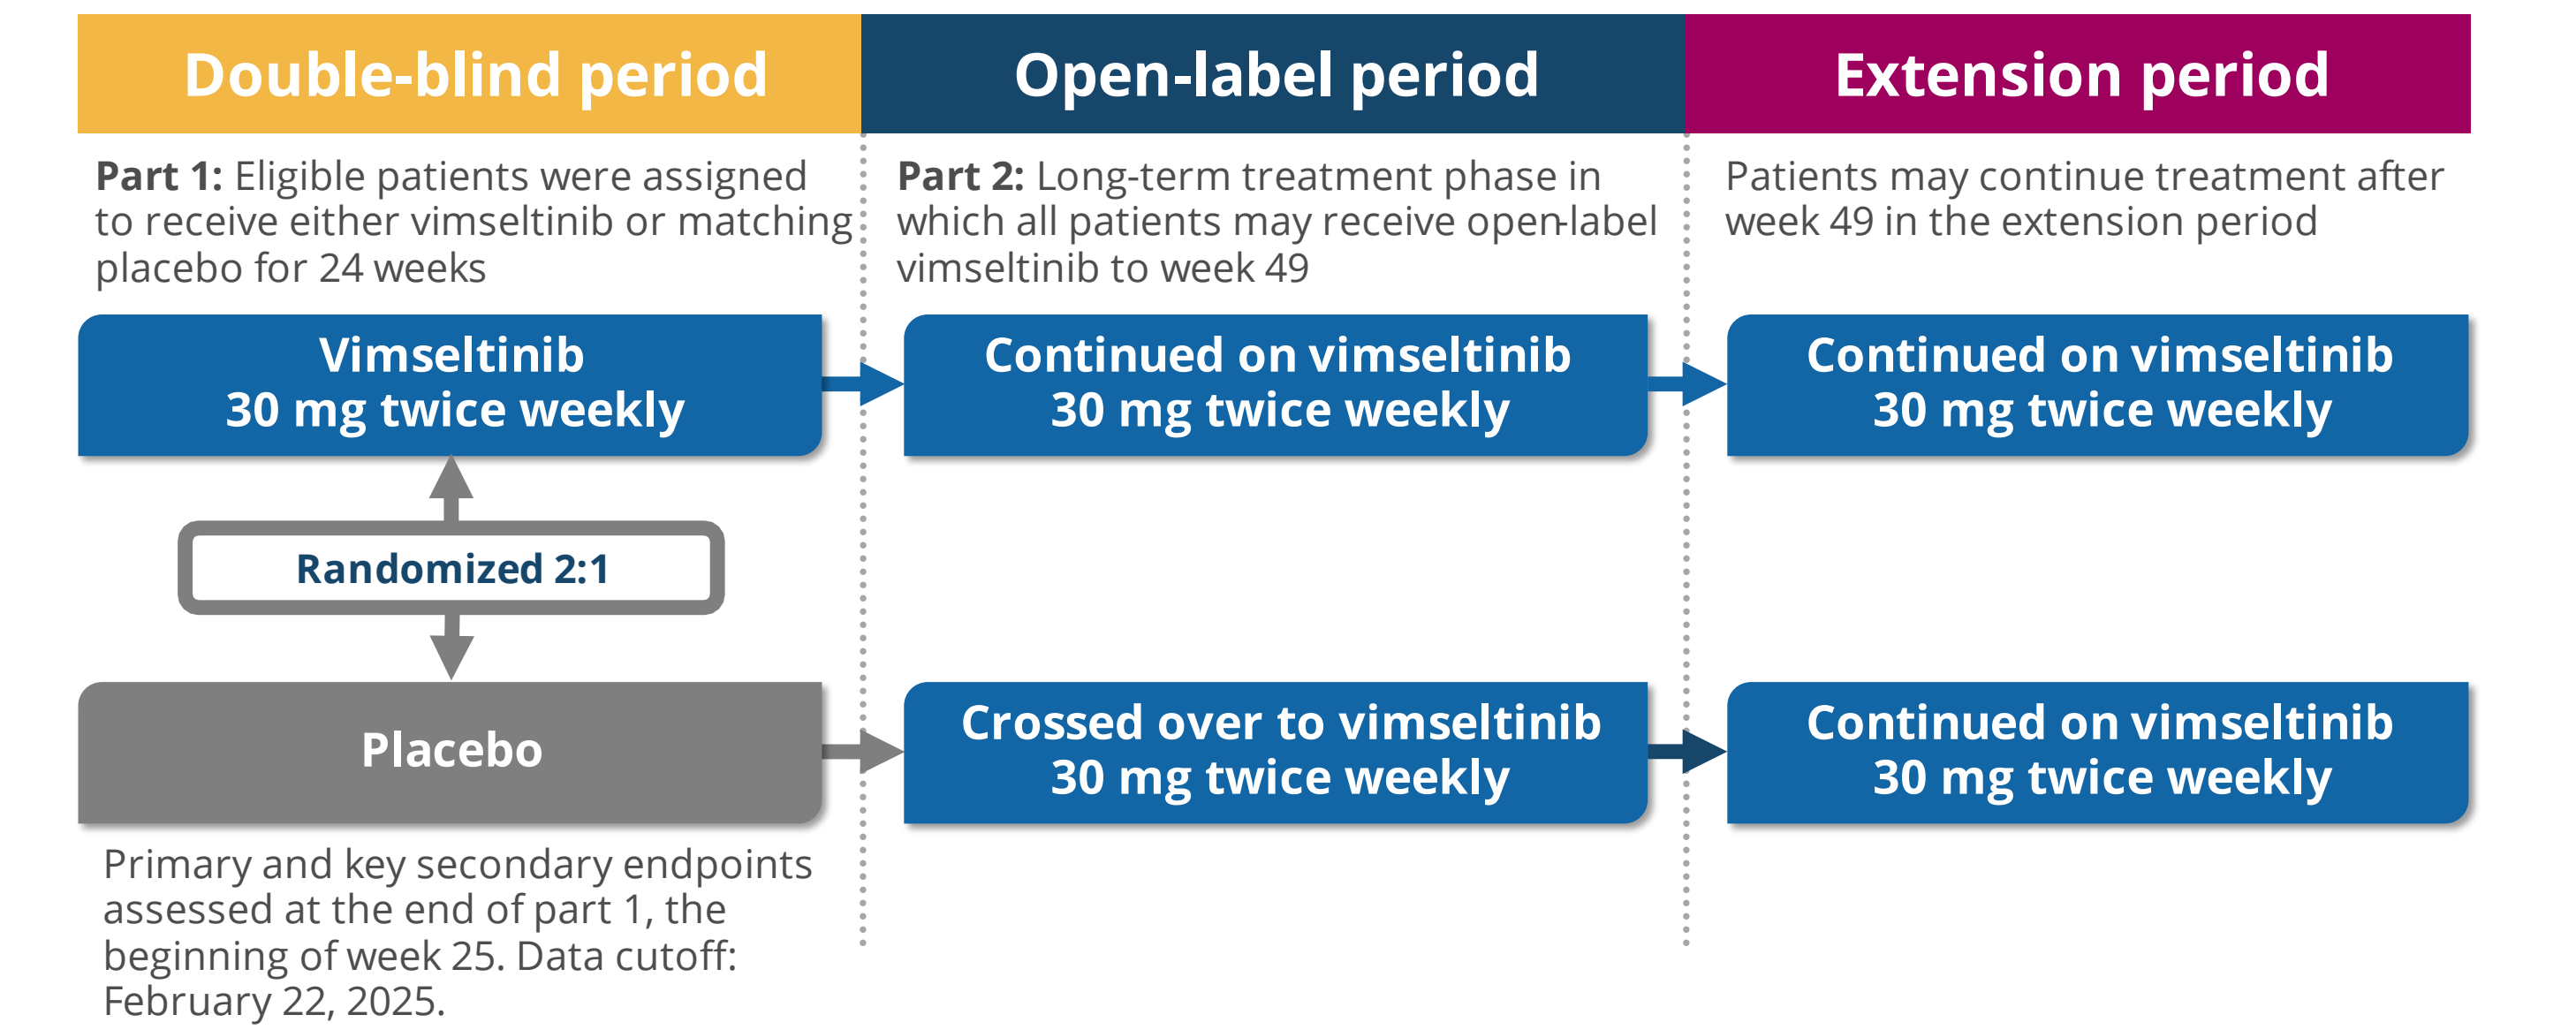 Double-blind period
Open-label period
Extension period
Part 1: Eligible patients were assigned
to receive either vimseltinib or matching
placebo for 24 weeks
Part 2: Long-term treatment phase in
which all patients may receive open-label
vimseltinib to week 49
Patients may continue treatment after
week 49 in the extension period
Vimseltinib
30 mg twice weekly
Continued on vimseltinib
30 mg twice weekly
Continued on vimseltinib
30 mg twice weekly
Randomized 2:1
Placebo
Crossed over to vimseltinib
30 mg twice weekly
Continued on vimseltinib
30 mg twice weekly
Primary and key secondary endpoints
assessed at the end of part 1, the
beginning of week 25. Data cutoff:
February 22, 2025.